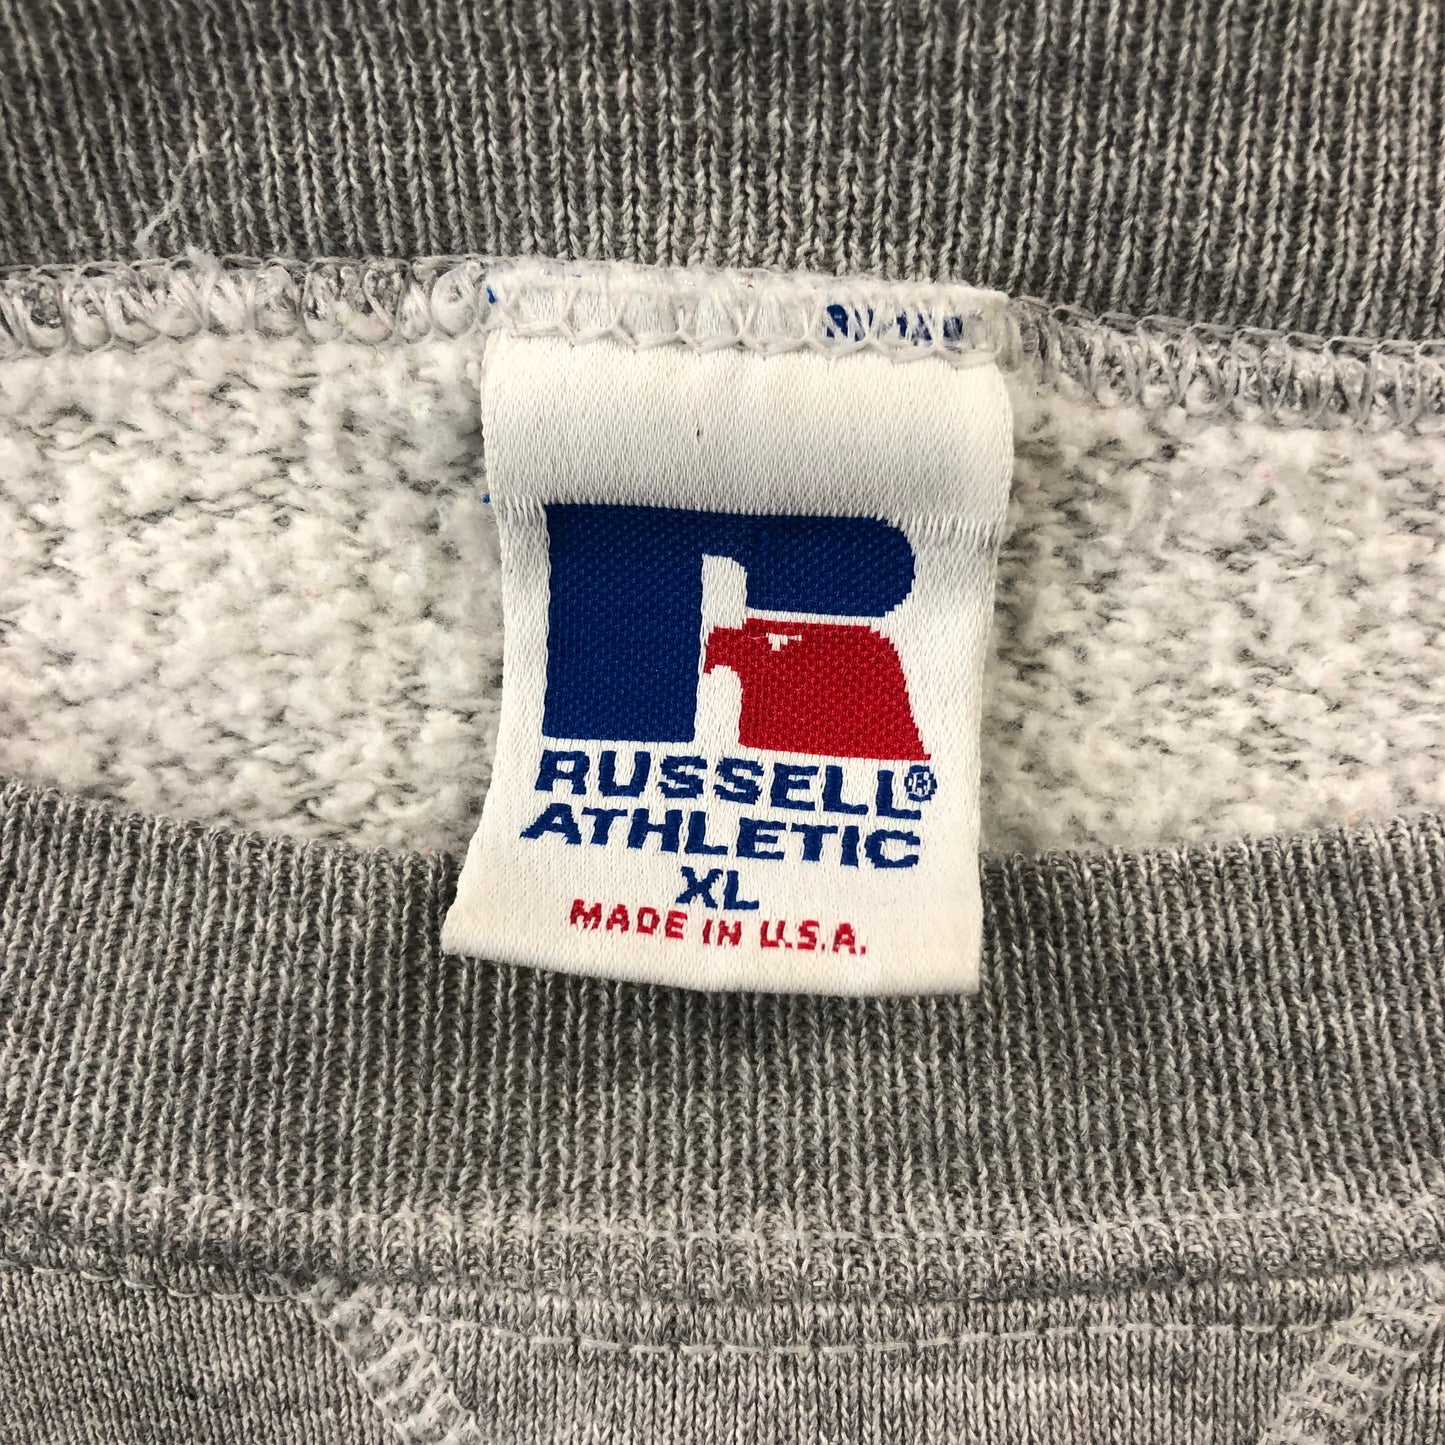 RUSSELL®
ATHLETIC
XL
MADE IN U.S.A.